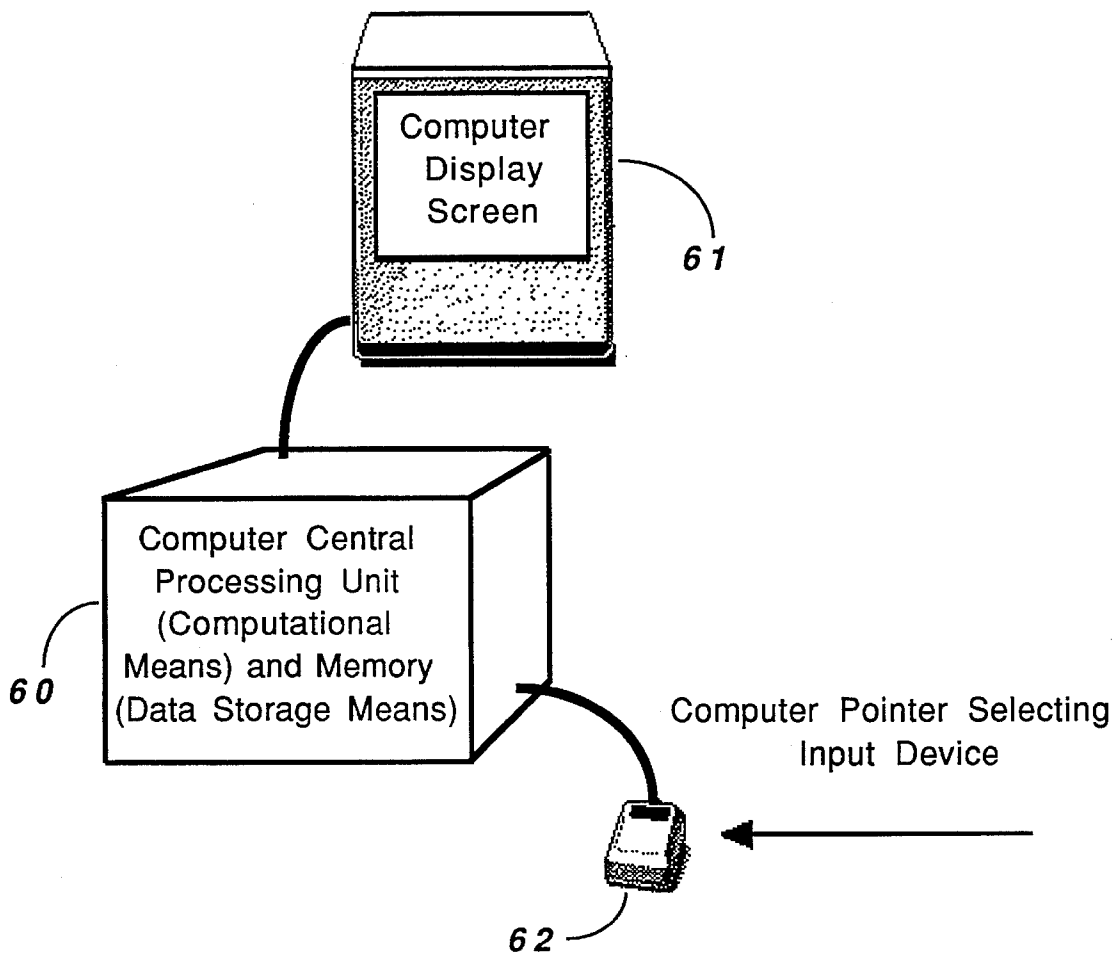 Computer
Display
Screen
61
Computer Central
Processing Unit
(Computational
Means) and Memory
(Data Storage Means)
60
Computer Pointer Selecting
Input Device
62